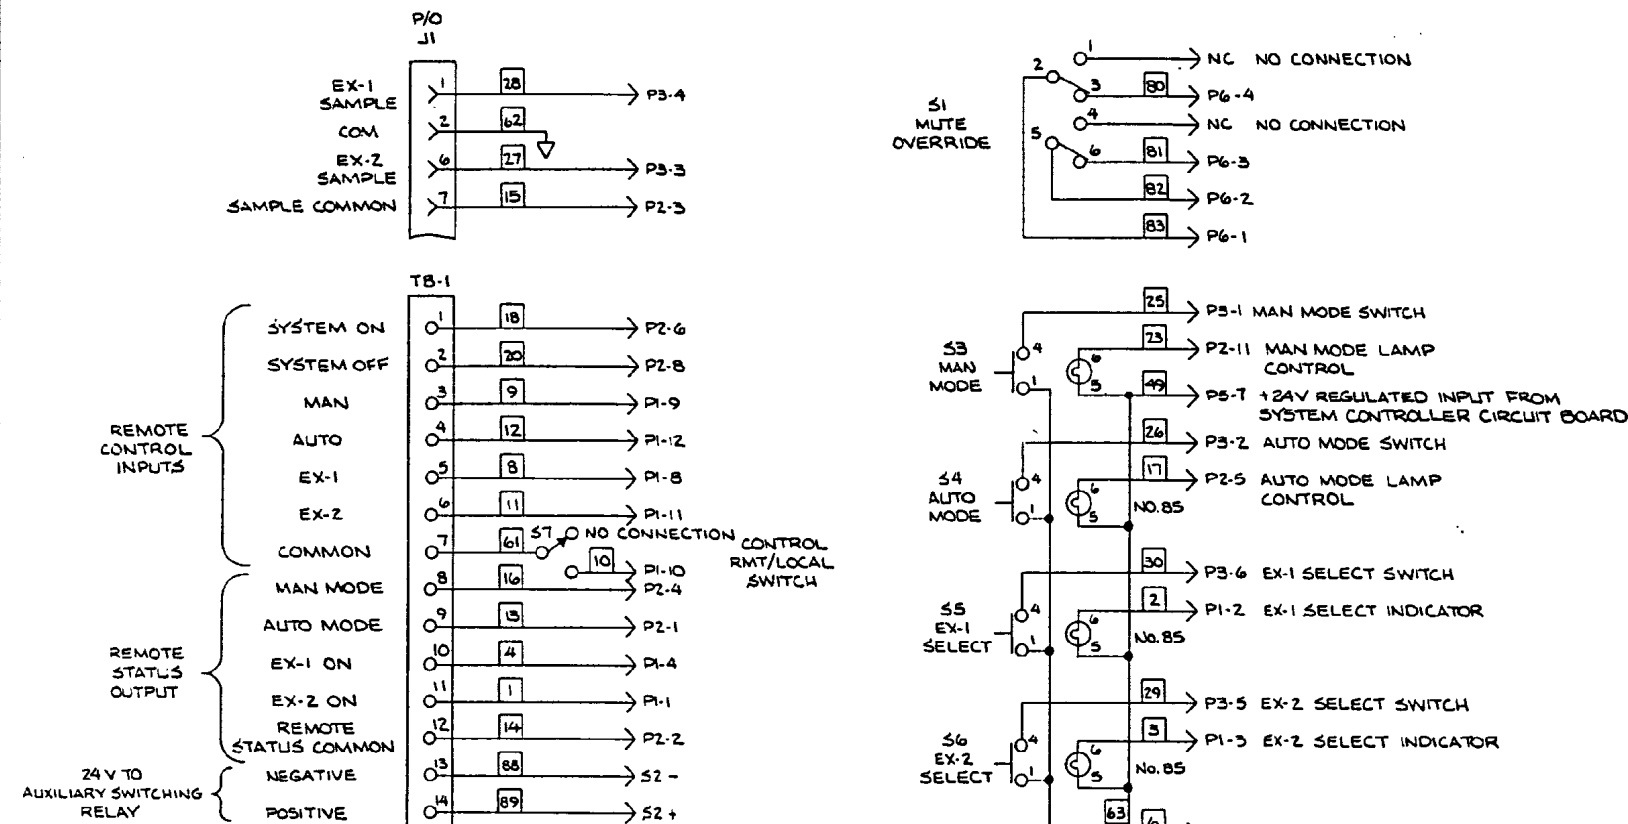 P/O
J1
EX-1
SAMPLE
1
28
P3-4
COM
2
62
EX-2
SAMPLE
6
27
P3-3
SAMPLE COMMON
7
15
P2-3
TB-1
REMOTE
CONTROL
INPUTS
SYSTEM ON
1
18
P2-6
SYSTEM OFF
2
20
P2-8
MAN
3
9
P1-9
AUTO
4
12
P1-12
EX-1
5
8
P1-8
EX-2
6
11
P1-11
COMMON
7
61
S7
NO CONNECTION
10
P1-10
CONTROL
RMT/LOCAL
SWITCH
REMOTE
STATUS
OUTPUT
MAN MODE
8
16
P2-4
AUTO MODE
9
13
P2-1
EX-1 ON
10
4
P1-4
EX-2 ON
11
1
P1-1
REMOTE
STATUS COMMON
12
14
P2-2
24V TO
AUXILIARY SWITCHING
RELAY
NEGATIVE
13
88
S2 -
POSITIVE
14
89
S2 +
S1
MUTE
OVERRIDE
1
NC NO CONNECTION
2
3
80
P6-4
4
NC NO CONNECTION
5
6
81
P6-3
82
P6-2
83
P6-1
S3
MAN
MODE
4
1
25
P3-1 MAN MODE SWITCH
6
5
23
P2-11 MAN MODE LAMP
CONTROL
49
P5-7 +24V REGULATED INPUT FROM
SYSTEM CONTROLLER CIRCUIT BOARD
S4
AUTO
MODE
4
1
26
P3-2 AUTO MODE SWITCH
6
5
17
P2-5 AUTO MODE LAMP
CONTROL
NO. 85
S5
EX-1
SELECT
4
1
30
P3-6 EX-1 SELECT SWITCH
6
5
2
P1-2 EX-1 SELECT INDICATOR
NO. 85
S6
EX-2
SELECT
4
1
29
P3-5 EX-2 SELECT SWITCH
6
5
3
P1-3 EX-2 SELECT INDICATOR
NO. 85
63